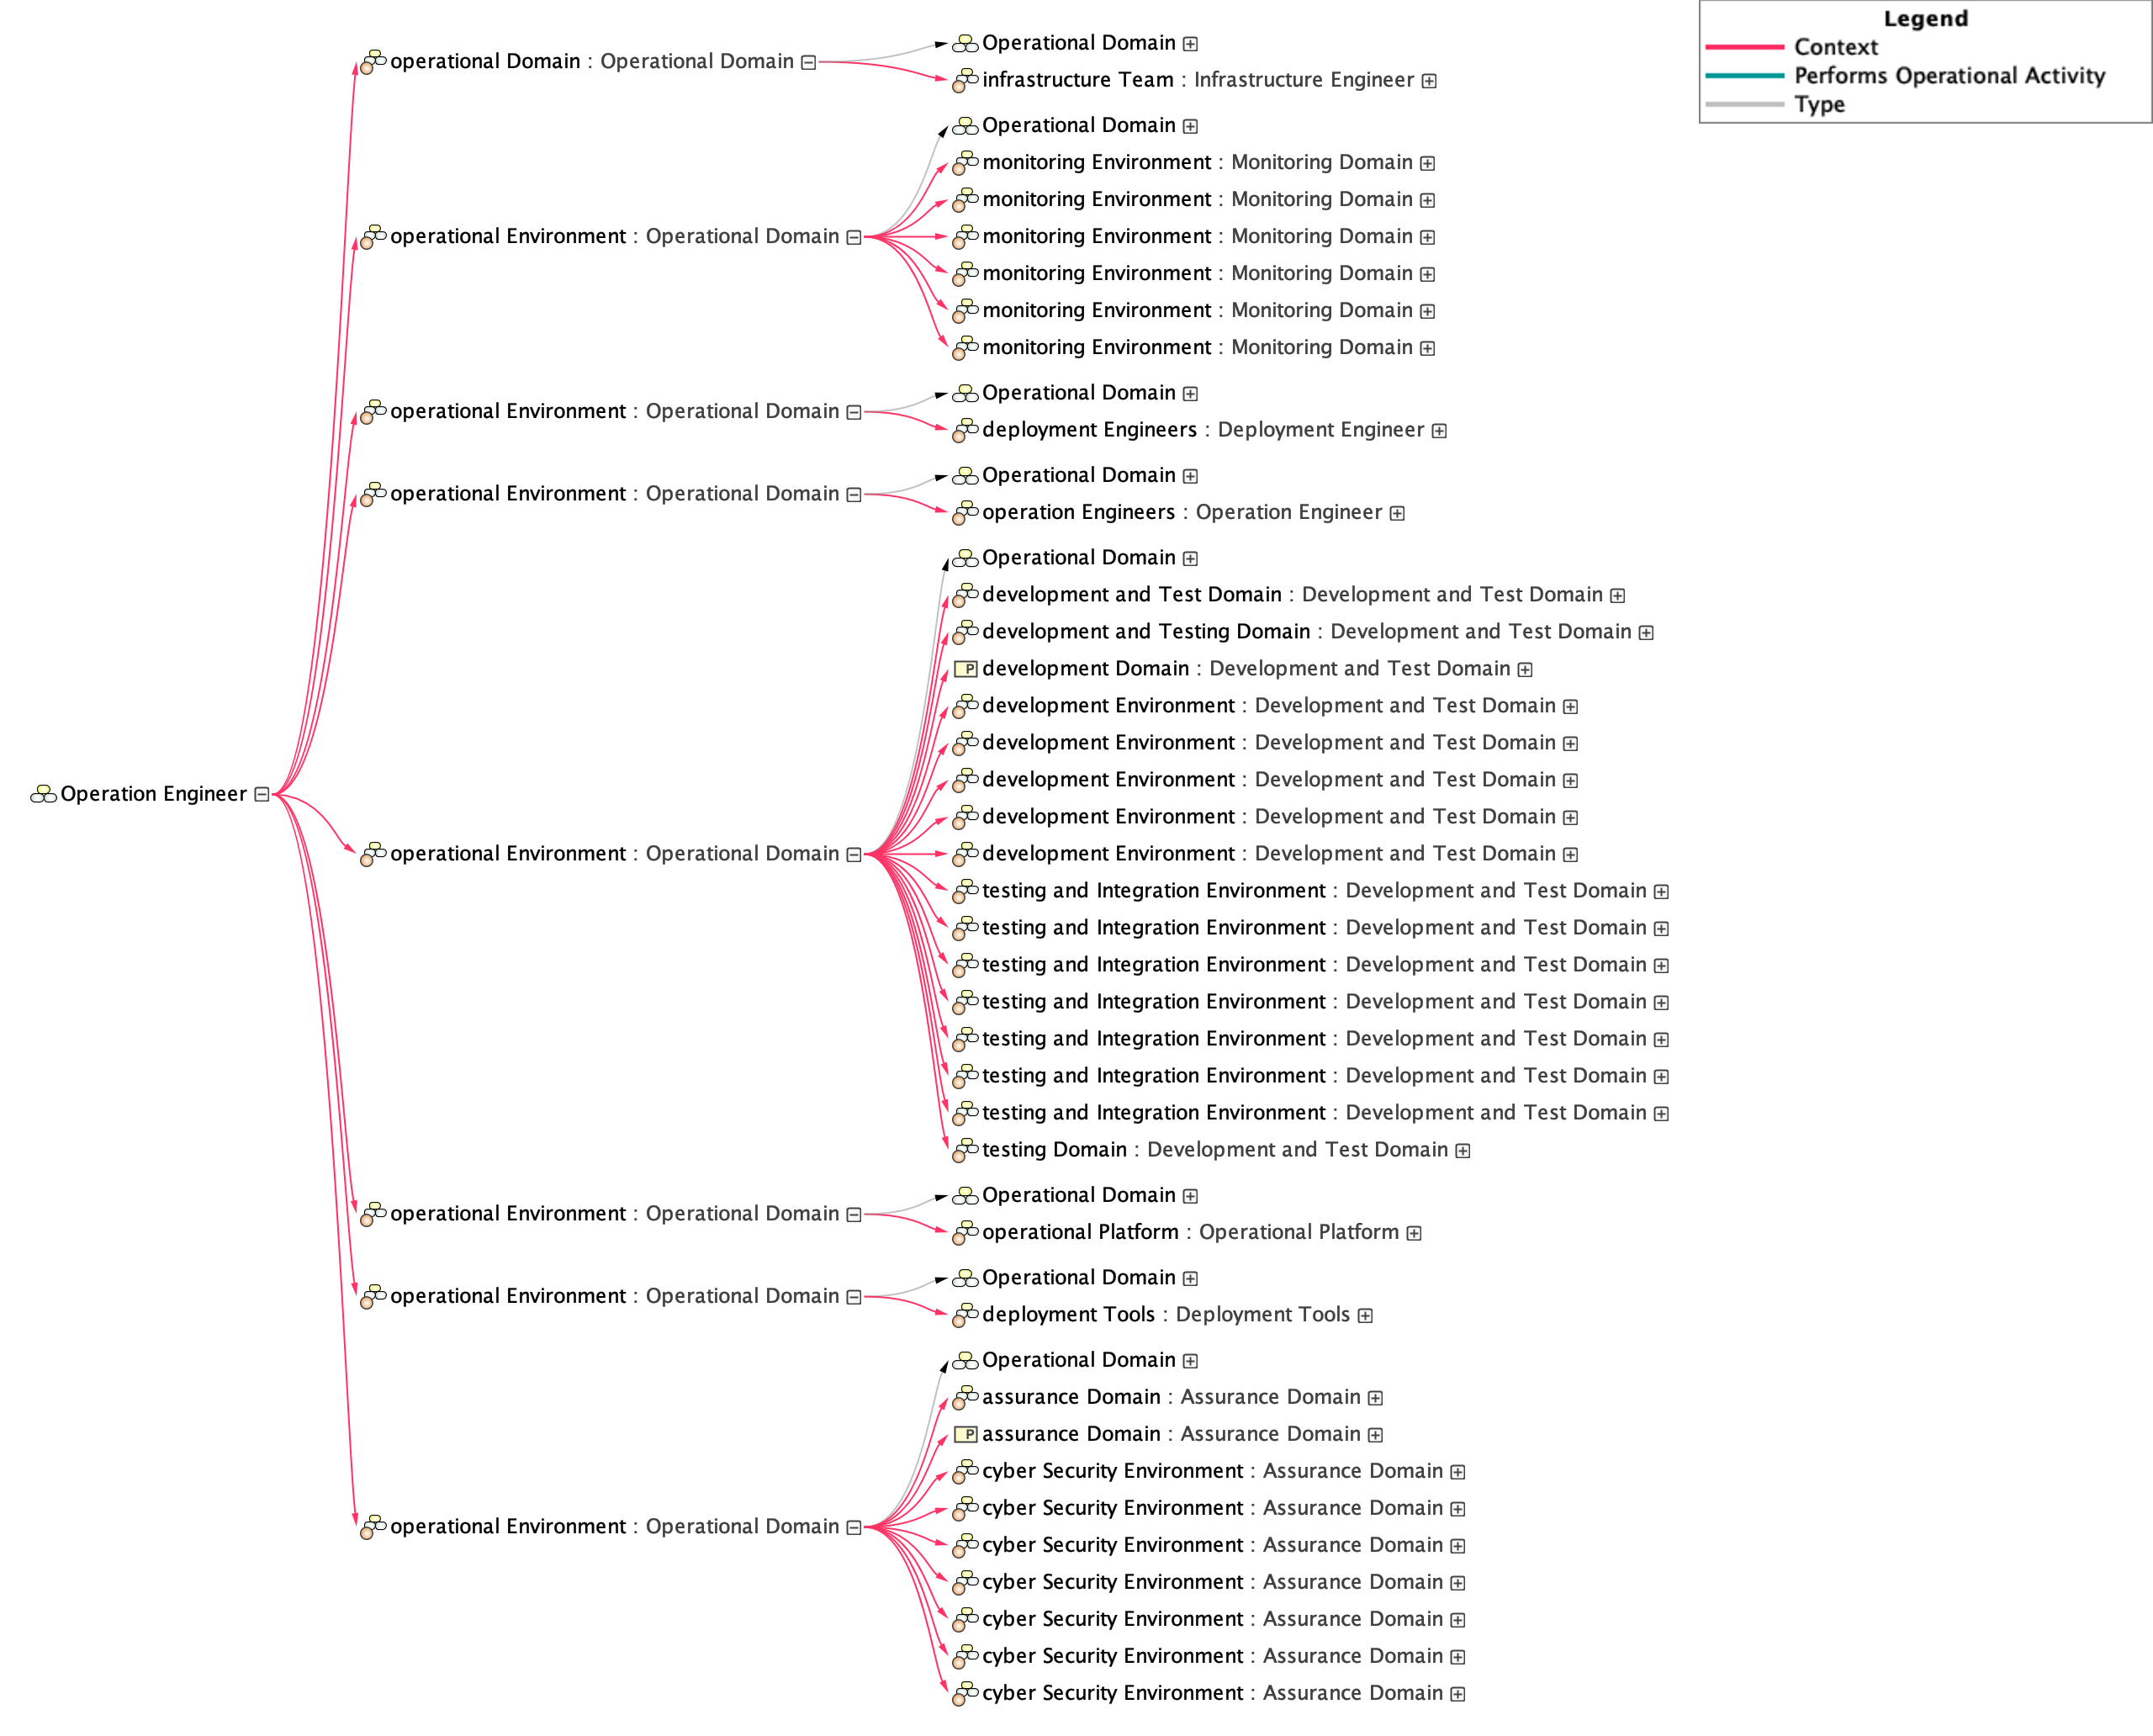 Legend
Context
Performs Operational Activity
Type
Operation Engineer
operational Domain : Operational Domain
Operational Domain
infrastructure Team : Infrastructure Engineer
operational Environment : Operational Domain
Operational Domain
monitoring Environment : Monitoring Domain
monitoring Environment : Monitoring Domain
monitoring Environment : Monitoring Domain
monitoring Environment : Monitoring Domain
monitoring Environment : Monitoring Domain
monitoring Environment : Monitoring Domain
operational Environment : Operational Domain
Operational Domain
deployment Engineers : Deployment Engineer
operational Environment : Operational Domain
Operational Domain
operation Engineers : Operation Engineer
operational Environment : Operational Domain
Operational Domain
development and Test Domain : Development and Test Domain
development and Testing Domain : Development and Test Domain
P development Domain : Development and Test Domain
development Environment : Development and Test Domain
development Environment : Development and Test Domain
development Environment : Development and Test Domain
development Environment : Development and Test Domain
development Environment : Development and Test Domain
testing and Integration Environment : Development and Test Domain
testing and Integration Environment : Development and Test Domain
testing and Integration Environment : Development and Test Domain
testing and Integration Environment : Development and Test Domain
testing and Integration Environment : Development and Test Domain
testing and Integration Environment : Development and Test Domain
testing and Integration Environment : Development and Test Domain
testing Domain : Development and Test Domain
operational Environment : Operational Domain
Operational Domain
operational Platform : Operational Platform
operational Environment : Operational Domain
Operational Domain
deployment Tools : Deployment Tools
operational Environment : Operational Domain
Operational Domain
assurance Domain : Assurance Domain
P assurance Domain : Assurance Domain
cyber Security Environment : Assurance Domain
cyber Security Environment : Assurance Domain
cyber Security Environment : Assurance Domain
cyber Security Environment : Assurance Domain
cyber Security Environment : Assurance Domain
cyber Security Environment : Assurance Domain
cyber Security Environment : Assurance Domain